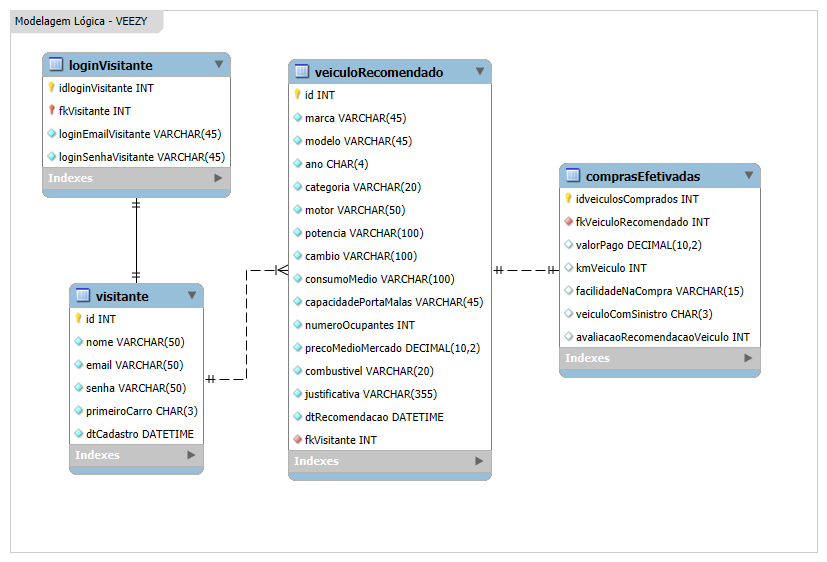 Modelagem Lógica - VEEZY
loginVisitante
idloginVisitante INT
fkVisitante INT
loginEmailVisitante VARCHAR(45)
loginSenhaVisitante VARCHAR(45)
Indexes
visitante
id INT
nome VARCHAR(50)
email VARCHAR(50)
senha VARCHAR(50)
primeiroCarro CHAR(3)
dtCadastro DATETIME
Indexes
veiculoRecomendado
id INT
marca VARCHAR(45)
modelo VARCHAR(45)
ano CHAR(4)
categoria VARCHAR(20)
motor VARCHAR(50)
potencia VARCHAR(100)
cambio VARCHAR(100)
consumoMedio VARCHAR(100)
capacidadePortaMalas VARCHAR(45)
numeroOcupantes INT
precoMedioMercado DECIMAL(10,2)
combustivel VARCHAR(20)
justificativa VARCHAR(355)
dtRecomendacao DATETIME
fkVisitante INT
Indexes
comprasEfetivadas
idveiculosComprados INT
fkVeiculoRecomendado INT
valorPago DECIMAL(10,2)
kmVeiculo INT
facilidadeNaCompra VARCHAR(15)
veiculoComSinistro CHAR(3)
avaliacaoRecomendacaoVeiculo INT
Indexes